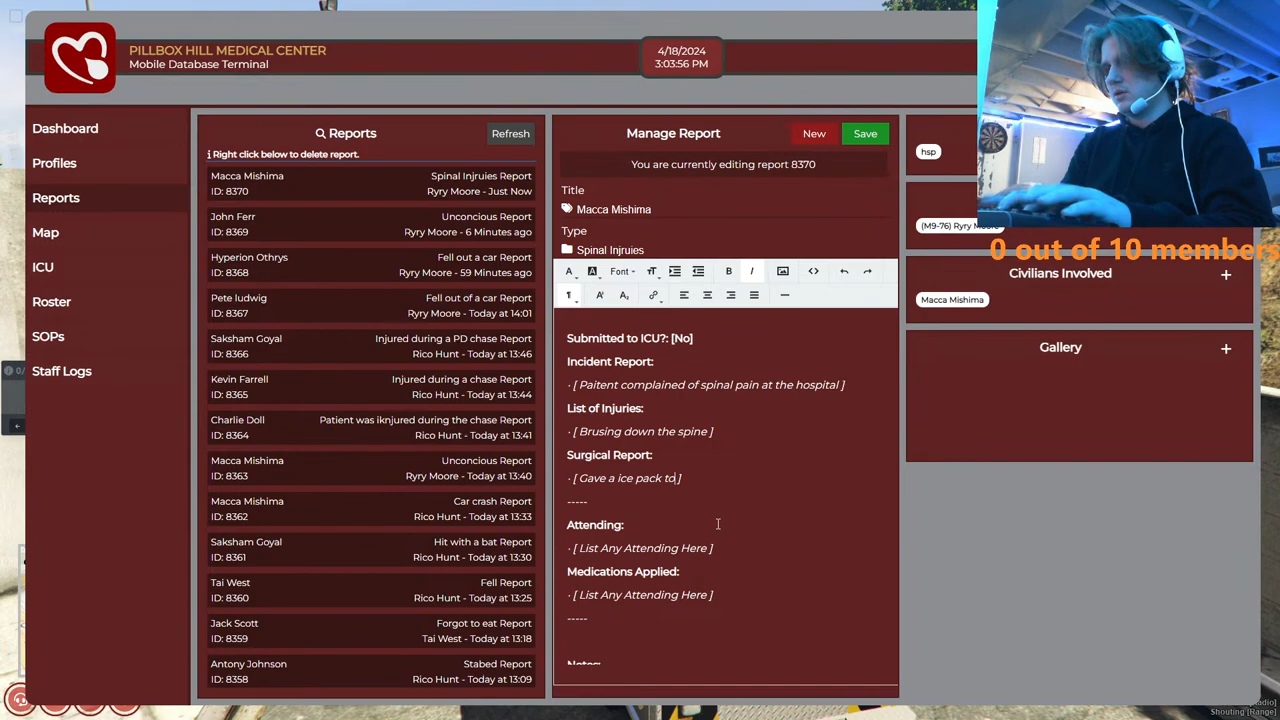 PILLBOX HILL MEDICAL CENTER
Mobile Database Terminal
4/18/2024
3:03:56 PM
Dashboard
Profiles
Reports
Map
ICU
Roster
SOPs
Staff Logs
Reports
Refresh
Right click below to delete report.
Macca Mishima Spinal Injruies Report
ID: 8370 Ryry Moore - Just Now
John Ferr Unconcious Report
ID: 8369 Ryry Moore - 6 Minutes ago
Hyperion Othrys Fell out a car Report
ID: 8368 Ryry Moore - 59 Minutes ago
Pete ludwig Fell out of a car Report
ID: 8367 Ryry Moore - Today at 14:01
Saksham Goyal Injured during a PD chase Report
ID: 8366 Rico Hunt - Today at 13:46
Kevin Farrell Injured during a chase Report
ID: 8365 Rico Hunt - Today at 13:44
Charlie Doll Patient was iknjured during the chase Report
ID: 8364 Rico Hunt - Today at 13:41
Macca Mishima Unconcious Report
ID: 8363 Ryry Moore - Today at 13:40
Macca Mishima Car crash Report
ID: 8362 Rico Hunt - Today at 13:33
Saksham Goyal Hit with a bat Report
ID: 8361 Rico Hunt - Today at 13:30
Tai West Fell Report
ID: 8360 Rico Hunt - Today at 13:25
Jack Scott Forgot to eat Report
ID: 8359 Tai West - Today at 13:18
Antony Johnson Stabed Report
ID: 8358 Rico Hunt - Today at 13:09
Manage Report
New
Save
You are currently editing report 8370
Title
Macca Mishima
Type
Spinal Injruies
Font
B I
Submitted to ICU?: [No]
Incident Report:
· [ Paitent complained of spinal pain at the hospital ]
List of Injuries:
· [ Brusing down the spine ]
Surgical Report:
· [ Gave a ice pack to ]
-----
Attending:
· [ List Any Attending Here ]
Medications Applied:
· [ List Any Attending Here ]
-----
Notes:
hsp
(M9-76) Ryry Moore
0 out of 10 members
Civilians Involved +
Macca Mishima
Gallery +
Shouting [Range]